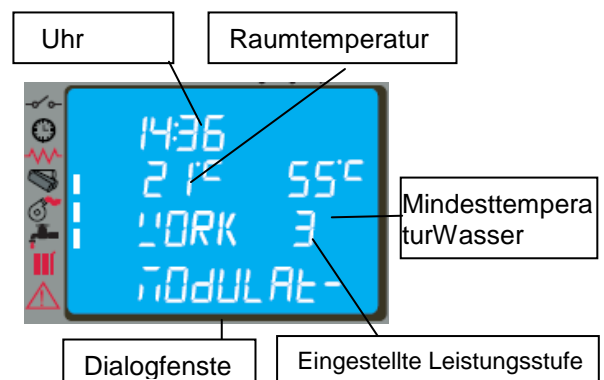 Uhr
Raumtemperatur
14:36
21°C 55°C
WORK 3
MODULAt-
Mindesttempera
turWasser
Dialogfenste
Eingestellte Leistungsstufe